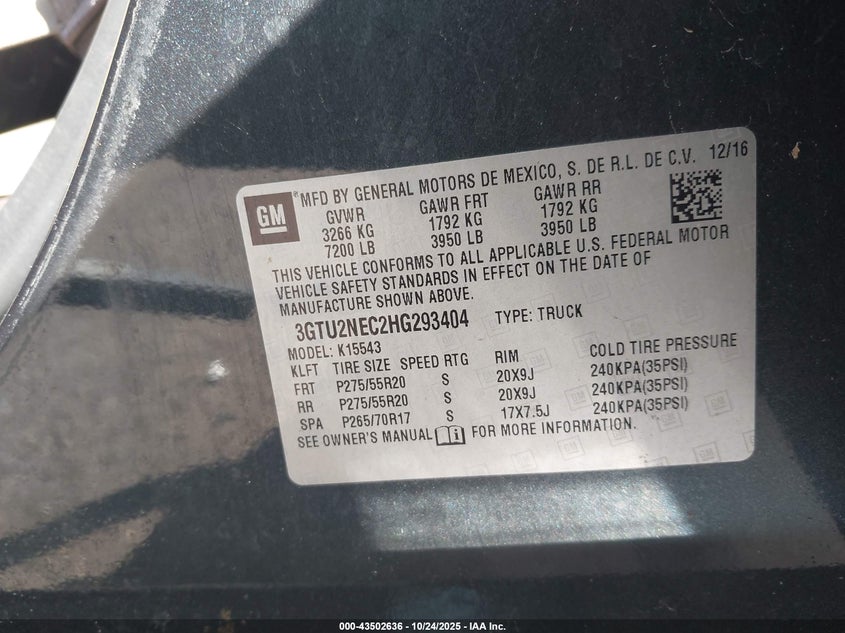 GM ® MFD BY GENERAL MOTORS DE MEXICO, S. DE R.L. DE C.V. 12/16
GVWR GAWR FRT GAWR RR
3266 KG 1792 KG 1792 KG
7200 LB 3950 LB 3950 LB
THIS VEHICLE CONFORMS TO ALL APPLICABLE U.S. FEDERAL MOTOR
VEHICLE SAFETY STANDARDS IN EFFECT ON THE DATE OF
MANUFACTURE SHOWN ABOVE.
3GTU2NEC2HG293404 TYPE: TRUCK
MODEL: K15543
KLFT TIRE SIZE SPEED RTG RIM COLD TIRE PRESSURE
FRT P275/55R20 S 20X9J 240KPA(35PSI)
RR P275/55R20 S 20X9J 240KPA(35PSI)
SPA P265/70R17 S 17X7.5J 240KPA(35PSI)
SEE OWNER'S MANUAL FOR MORE INFORMATION.
000-43502636 - 10/24/2025 - IAA Inc.